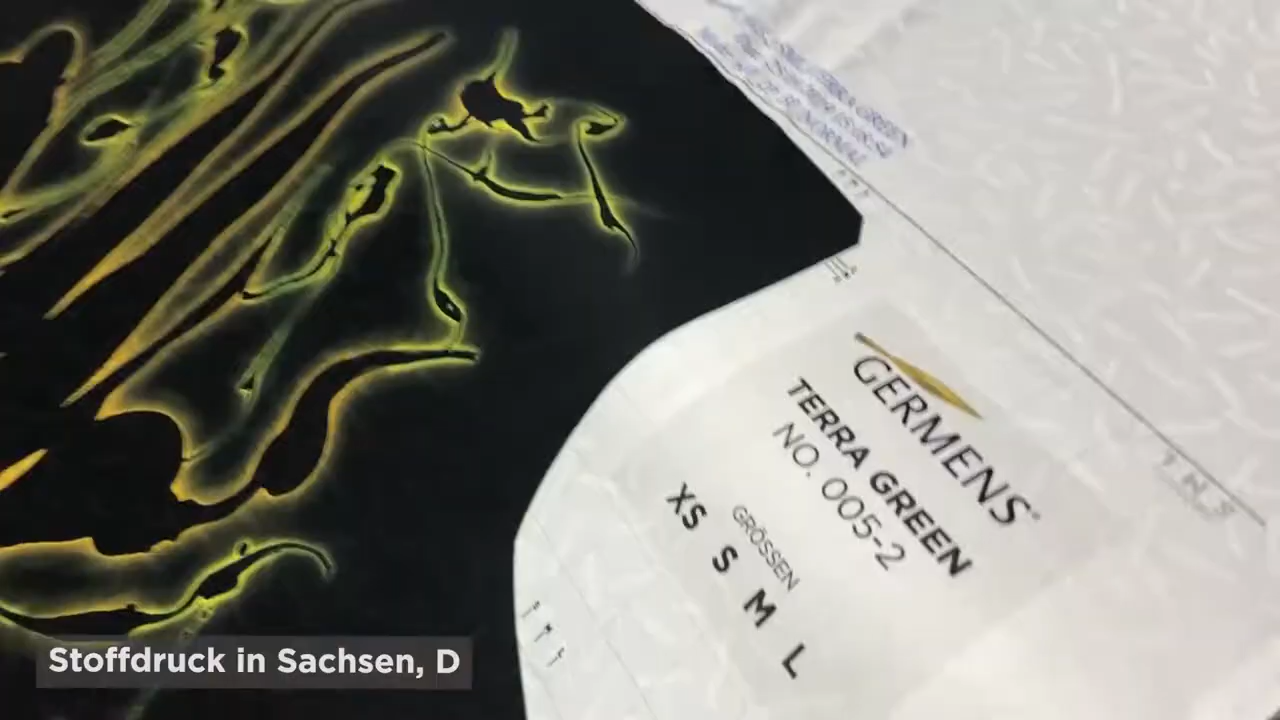 GERMENS®
TERRA GREEN
NO. 005-2
GRÖSSEN
XS S M L
Stoffdruck in Sachsen, D